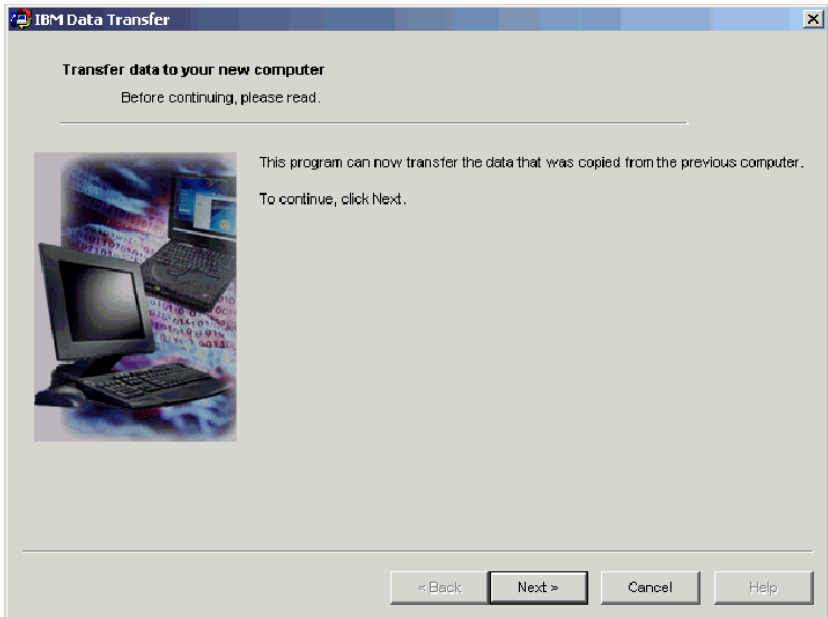 IBM Data Transfer
Transfer data to your new computer
Before continuing, please read.
This program can now transfer the data that was copied from the previous computer.
To continue, click Next.
< Back
Next >
Cancel
Help